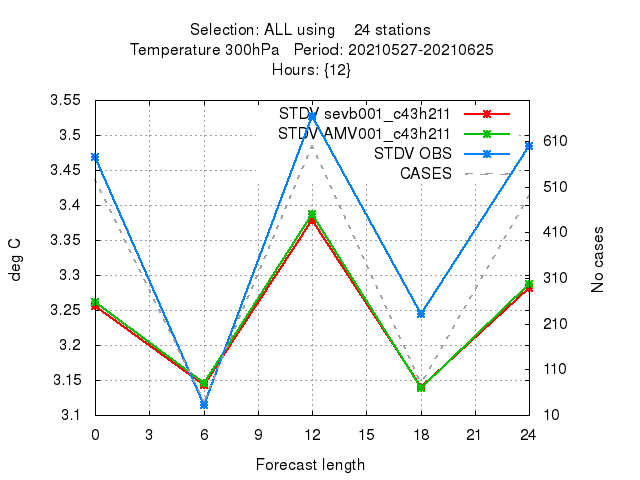 Selection: ALL using 24 stations
Temperature 300hPa Period: 20210527-20210625
Hours: {12}
STDV sevb001_c43h211
STDV AMV001_c43h211
STDV OBS
CASES
3.55
3.5
3.45
3.4
3.35
3.3
3.25
3.2
3.15
3.1
deg C
610
510
410
310
210
110
10
No cases
0 3 6 9 12 15 18 21 24
Forecast length